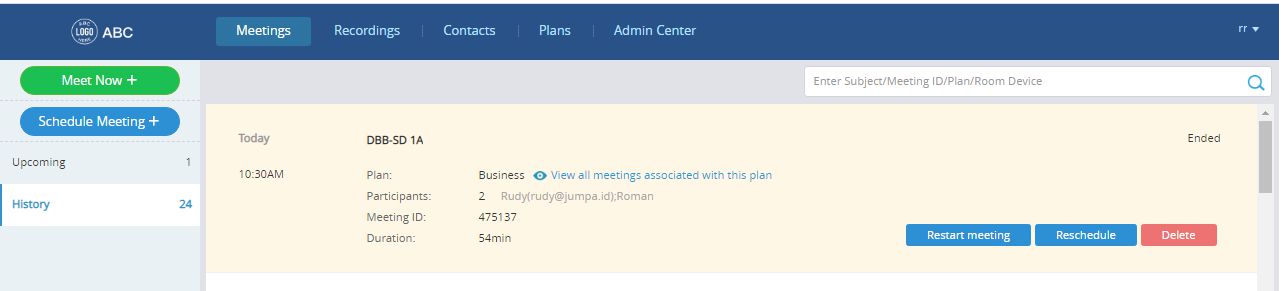 ABC LOGO HERE ABC
Meetings Recordings Contacts Plans Admin Center rr
Meet Now +
Schedule Meeting +
Upcoming 1
History 24
Enter Subject/Meeting ID/Plan/Room Device
Today DBB-SD 1A Ended
10:30AM Plan: Business View all meetings associated with this plan
Participants: 2 Rudy(rudy@jumpa.id);Roman
Meeting ID: 475137
Duration: 54min
Restart meeting Reschedule Delete